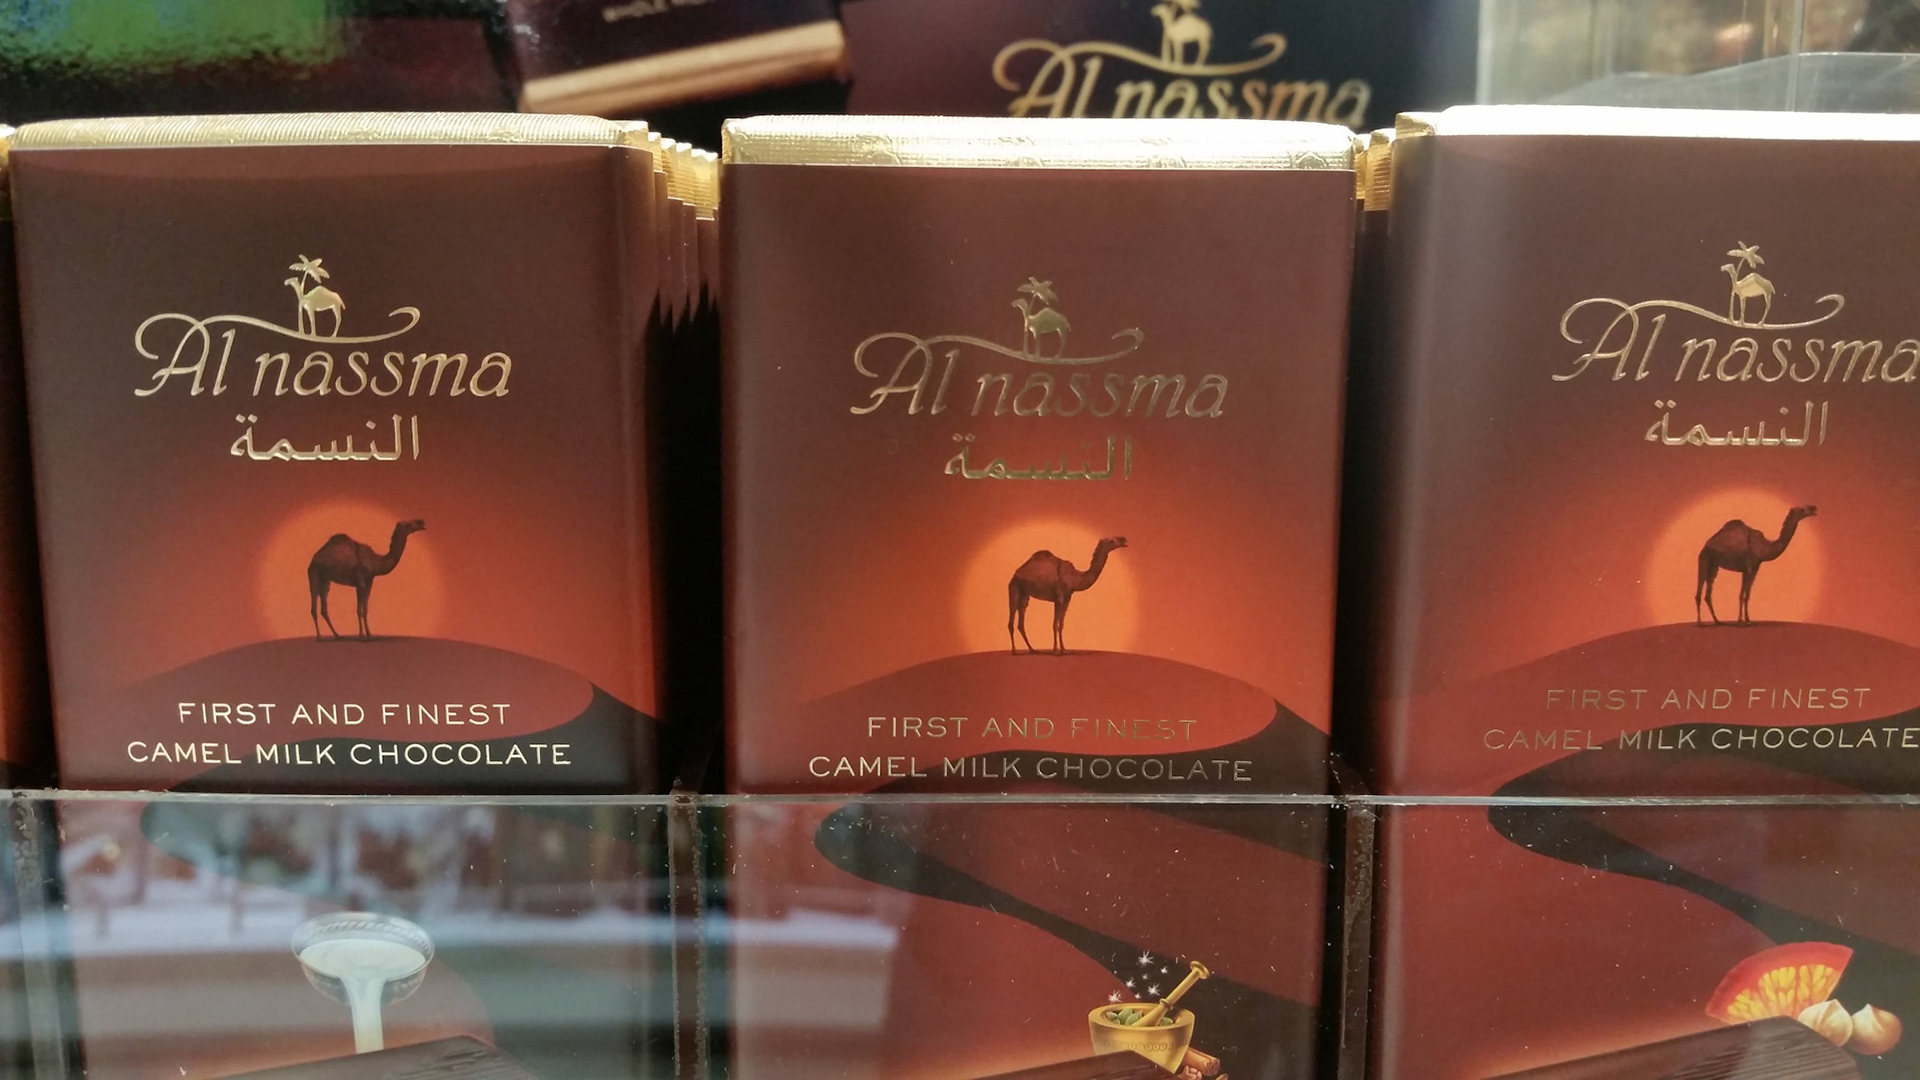 Al nassma
Al nassma
النسمة
FIRST AND FINEST
CAMEL MILK CHOCOLATE
Al nassma
النسمة
FIRST AND FINEST
CAMEL MILK CHOCOLATE
Al nassma
النسمة
FIRST AND FINEST
CAMEL MILK CHOCOLATE